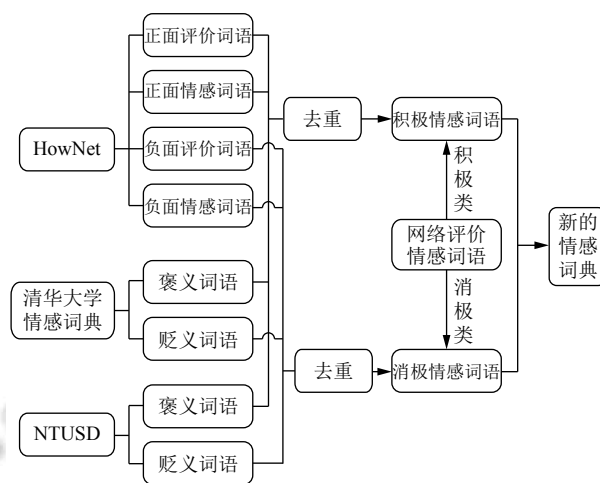 正面评价词语
正面情感词语
HowNet
负面评价词语
负面情感词语
去重
积极情感词语
积
极
类
网络评价
情感词语
新的
情感
词典
清华大学
情感词典
褒义词语
贬义词语
消
极
类
去重
消极情感词语
NTUSD
褒义词语
贬义词语